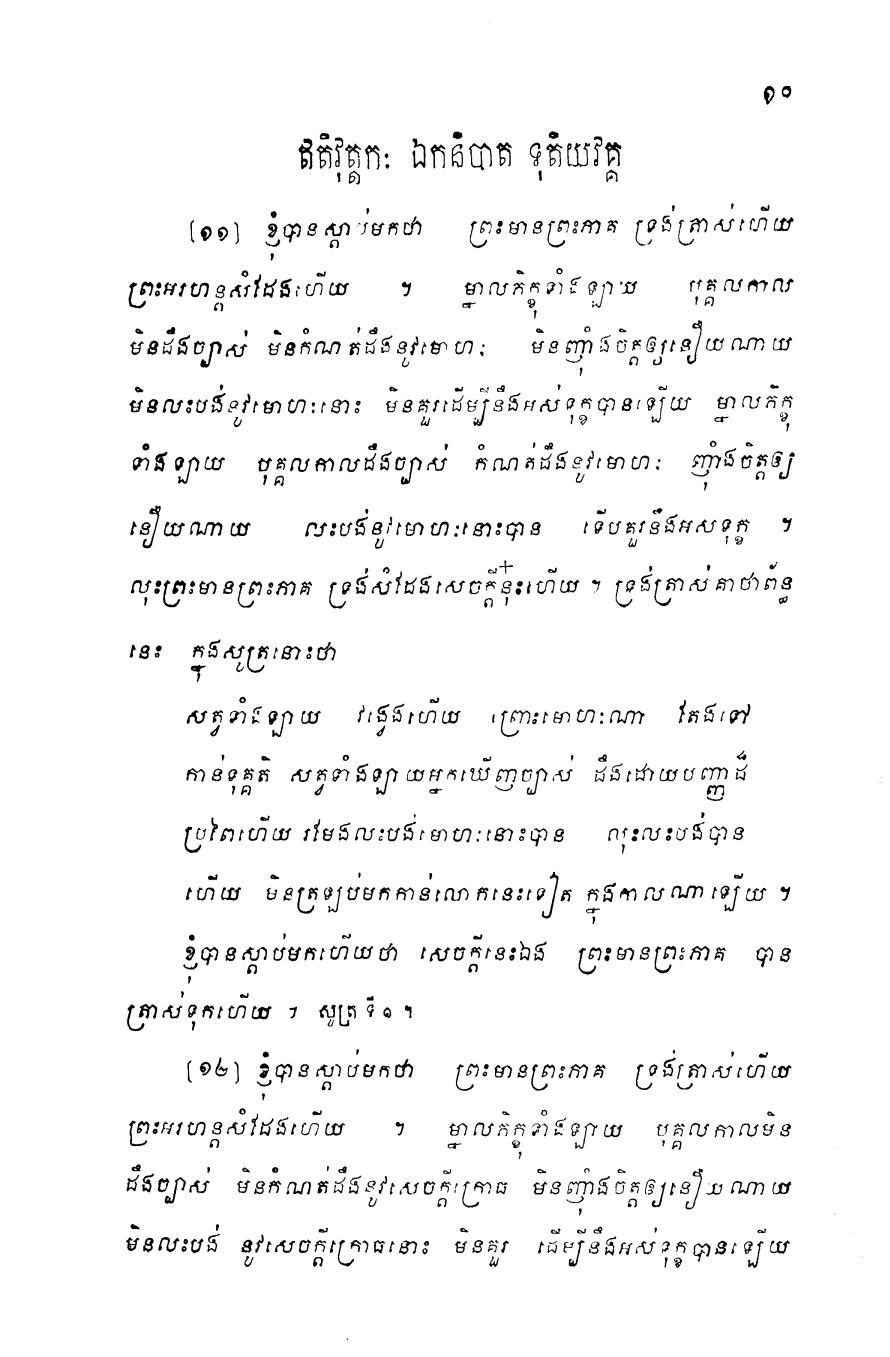 ១០
ឥតិវុត្តកៈ ឯកនិបាត ទុតិយវគ្គ
[១១] ខ្ញុំបានស្តាប់មកថា ព្រះមានព្រះភាគ ទ្រង់ត្រាស់ហើយ
ព្រះអរហន្តសំដែងហើយ ។ ម្នាលភិក្ខុទាំងឡាយ បុគ្គលកាល
មិនដឹងច្បាស់ មិនកំណត់ដឹងនូវមោហៈ មិនញុំាងចិត្តឲ្យនឿយណាយ
មិនលះបង់នូវមោហៈនោះ មិនគួរដើម្បីនឹងអស់ទុក្ខបានឡើយ ម្នាលភិក្ខុ
ទាំងឡាយ បុគ្គលកាលដឹងច្បាស់ កំណត់ដឹងនូវមោហៈ ញុំាងចិត្តឲ្យ
នឿយណាយ លះបង់នូវមោហៈនោះបាន ទើបគួរនឹងអសទុក្ខ ។
លុះព្រះមានព្រះភាគ ទ្រង់សំដែងសេចក្តីនុ៎ះហើយ ។ ទ្រង់ត្រាស់គាថាព័ន្ធ
នេះ ក្នុងសូត្រនោះថា
សត្វទាំងឡាយ វង្វេងហើយ ព្រោះមោហៈណា តែងទៅ
កាន់ទុគ្គតិ សត្វទាំងឡាយអ្នកឃើញច្បាស់ ដឹងដោយបញ្ញាដ៏
ប្រពៃហើយ រមែងលះបង់មោហៈនោះបាន លុះលះបង់បាន
ហើយ មិនត្រឡប់មកកាន់លោកនេះទៀត ក្នុងកាលណាឡើយ ។
ខ្ញុំបានស្តាប់មកហើយថា សេចក្តីនេះឯង ព្រះមានព្រះភាគ បាន
ត្រាស់ទុកហើយ ។ សូត្រ ទី១ ។
[១២] ខ្ញុំបានស្តាប់មកថា ព្រះមានព្រះភាគ ទ្រង់ត្រាស់ហើយ
ព្រះអរហន្តសំដែងហើយ ។ ម្នាលភិក្ខុទាំងឡាយ បុគ្គលកាលមិន
ដឹងច្បាស់ មិនកំណត់ដឹងនូវសេចក្តីក្រោធ មិនញុំាងចិត្តឲ្យនឿយណាយ
មិនលះបង់ នូវសេចក្តីក្រោធនោះ មិនគួរ ដើម្បីនឹងអស់ទុក្ខបានឡើយ